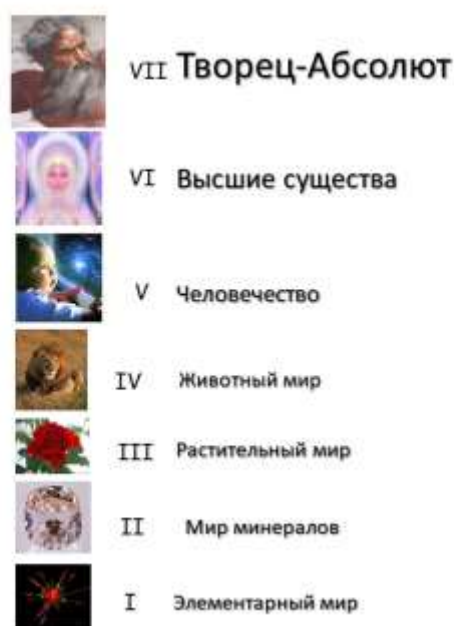 VII Творец-Абсолют
VI Высшие существа
V Человечество
IV Животный мир
III Растительный мир
II Мир минералов
I Элементарный мир